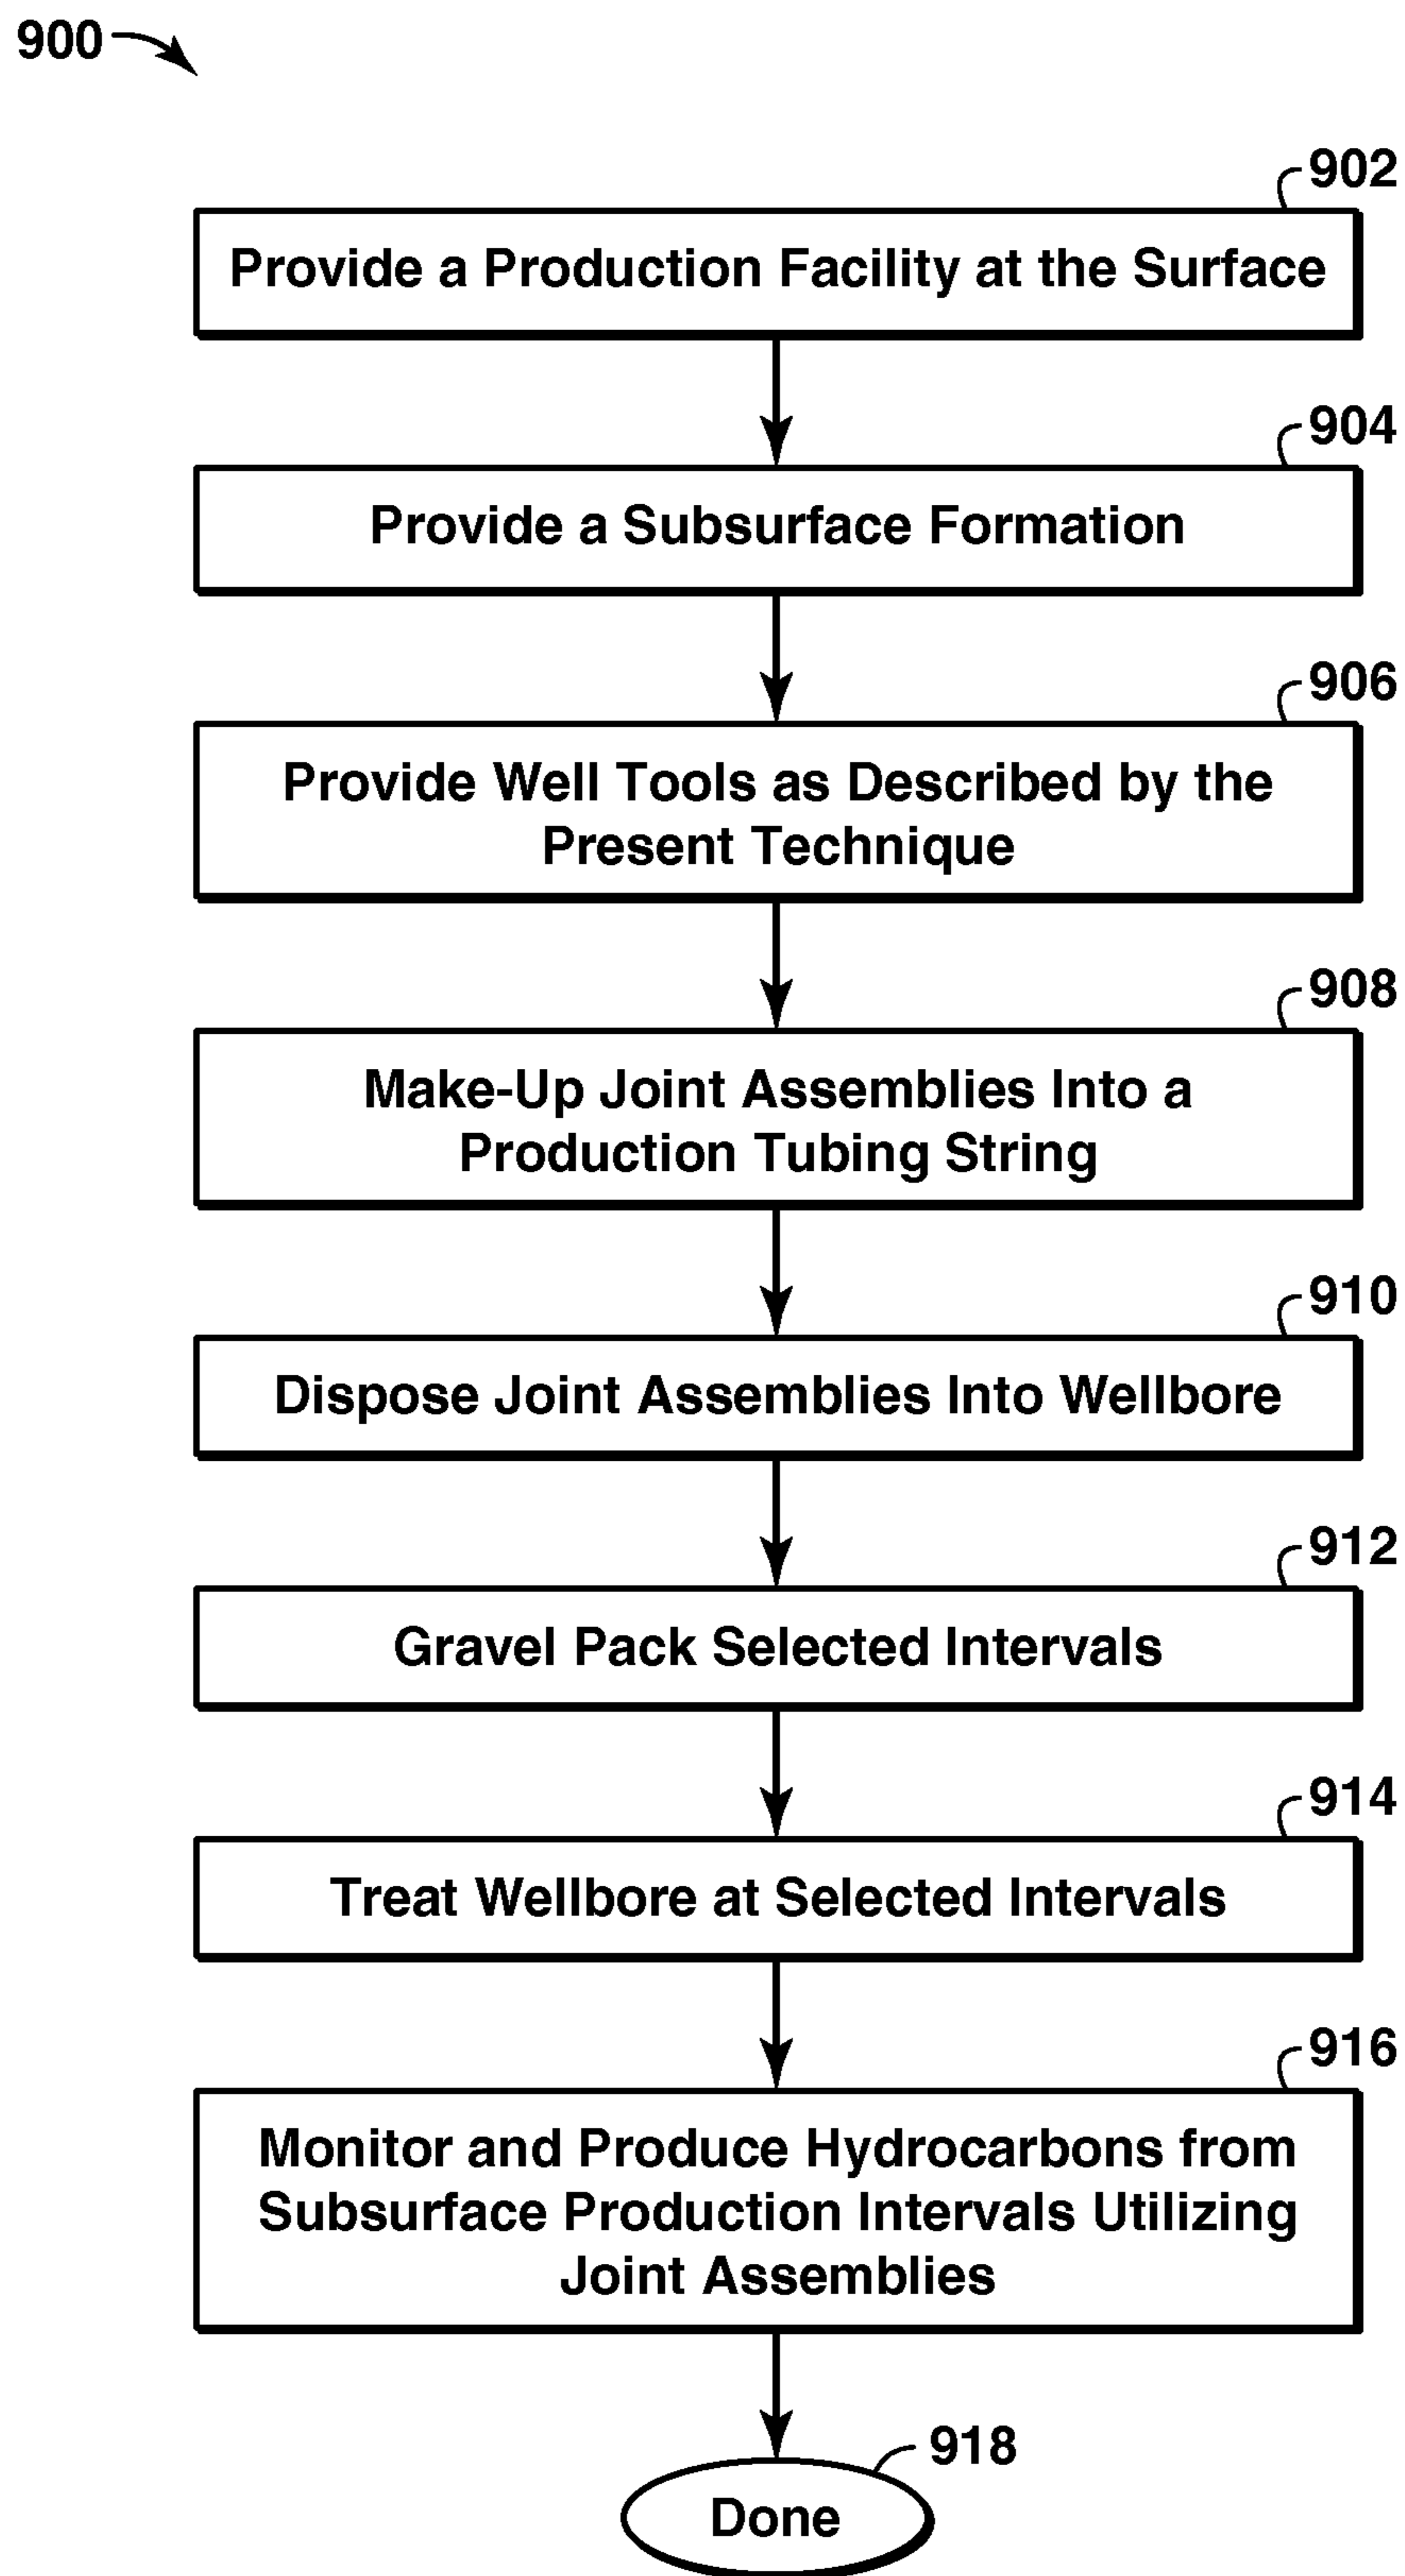 900
902
Provide a Production Facility at the Surface
904
Provide a Subsurface Formation
906
Provide Well Tools as Described by the
Present Technique
908
Make-Up Joint Assemblies Into a
Production Tubing String
910
Dispose Joint Assemblies Into Wellbore
912
Gravel Pack Selected Intervals
914
Treat Wellbore at Selected Intervals
916
Monitor and Produce Hydrocarbons from
Subsurface Production Intervals Utilizing
Joint Assemblies
918
Done